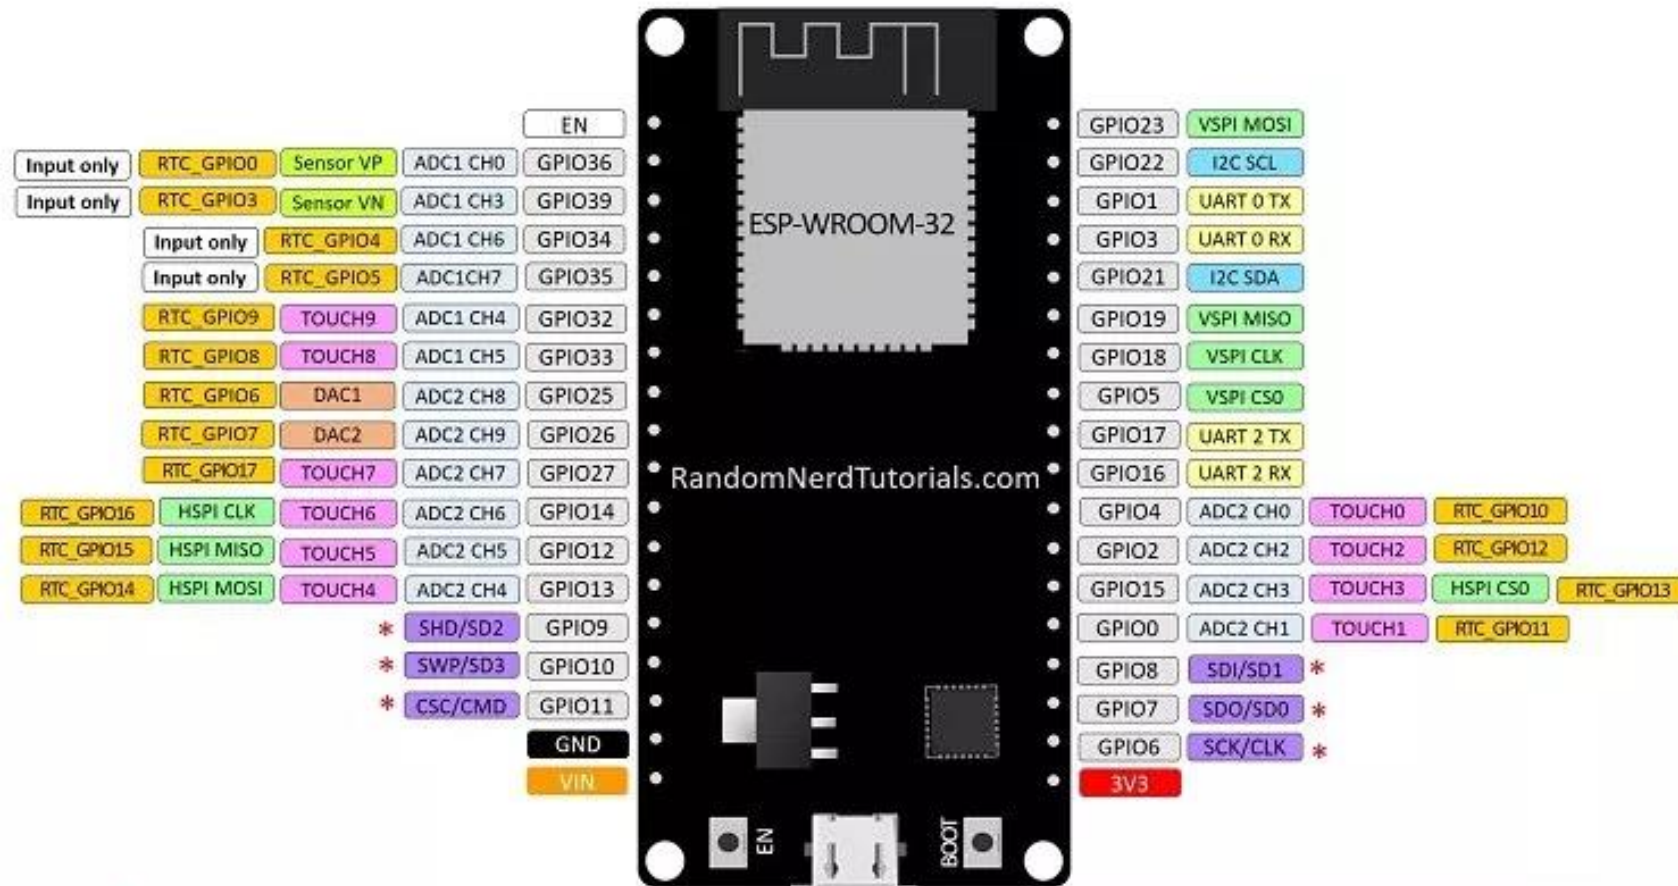 EN GPIO23 VSPI MOSI
Input only RTC_GPIO0 Sensor VP ADC1 CH0 GPIO36 GPIO22 I2C SCL
Input only RTC_GPIO3 Sensor VN ADC1 CH3 GPIO39 GPIO1 UART 0 TX
ESP-WROOM-32
Input only RTC_GPIO4 ADC1 CH6 GPIO34 GPIO3 UART 0 RX
Input only RTC_GPIO5 ADC1CH7 GPIO35 GPIO21 I2C SDA
RTC_GPIO9 TOUCH9 ADC1 CH4 GPIO32 GPIO19 VSPI MISO
RTC_GPIO8 TOUCH8 ADC1 CH5 GPIO33 GPIO18 VSPI CLK
RTC_GPIO6 DAC1 ADC2 CH8 GPIO25 GPIO5 VSPI CS0
RTC_GPIO7 DAC2 ADC2 CH9 GPIO26 GPIO17 UART 2 TX
RTC_GPIO17 TOUCH7 ADC2 CH7 GPIO27 RandomNerdTutorials.com GPIO16 UART 2 RX
RTC_GPIO16 HSPI CLK TOUCH6 ADC2 CH6 GPIO14 GPIO4 ADC2 CH0 TOUCH0 RTC_GPIO10
RTC_GPIO15 HSPI MISO TOUCH5 ADC2 CH5 GPIO12 GPIO2 ADC2 CH2 TOUCH2 RTC_GPIO12
RTC_GPIO14 HSPI MOSI TOUCH4 ADC2 CH4 GPIO13 GPIO15 ADC2 CH3 TOUCH3 HSPI CS0 RTC_GPIO13
* SHD/SD2 GPIO9 GPIO0 ADC2 CH1 TOUCH1 RTC_GPIO11
* SWP/SD3 GPIO10 GPIO8 SDI/SD1 *
* CSC/CMD GPIO11 GPIO7 SDO/SD0 *
GND GPIO6 SCK/CLK *
VIN 3V3
EN BOOT